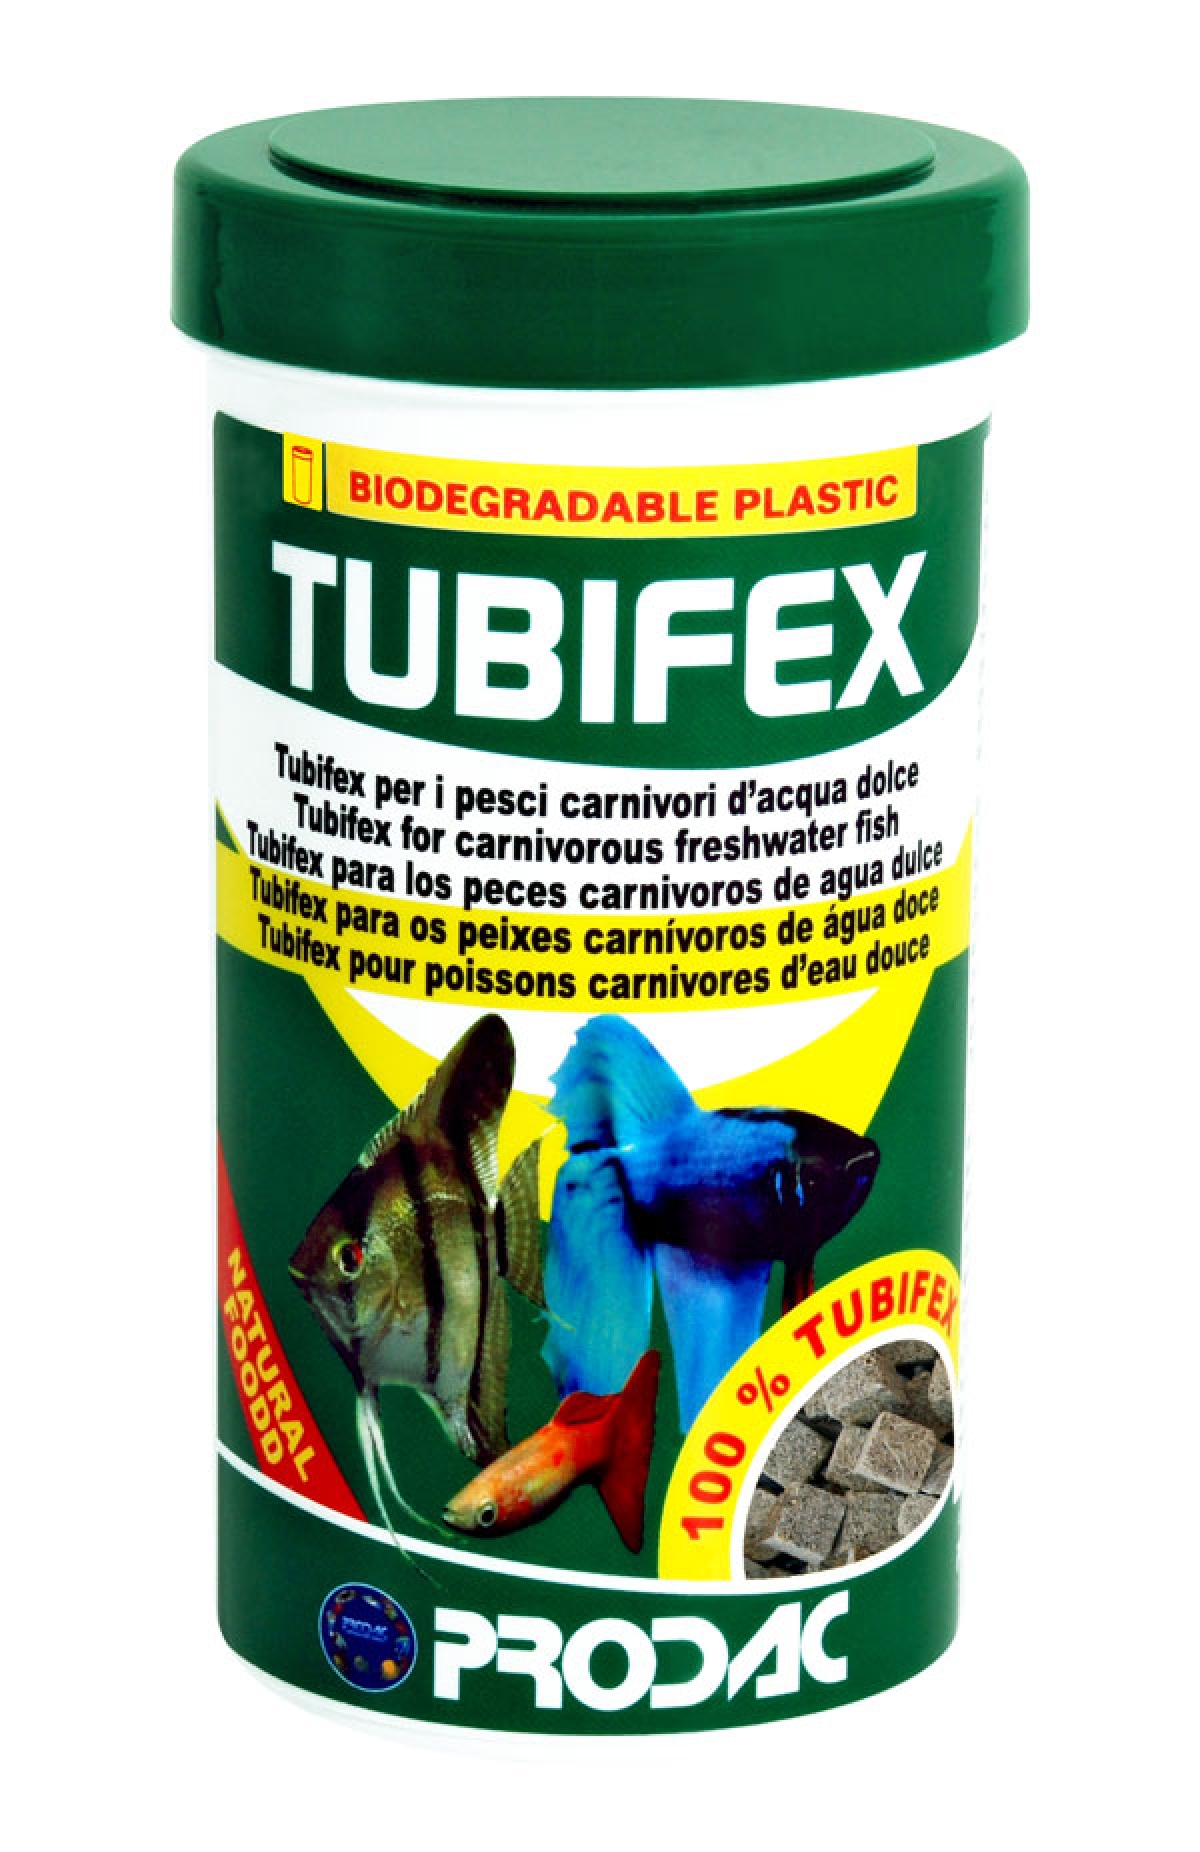 BIODEGRADABLE PLASTIC
TUBIFEX
Tubifex per i pesci carnivori d'acqua dolce
Tubifex for carnivorous freshwater fish
Tubifex para los peces carnivoros de agua dulce
Tubifex para os peixes carnívoros de água doce
Tubifex pour poissons carnivores d'eau douce
NATURAL
FOODD
100 % TUBIFEX
PRODAC
PRODAC